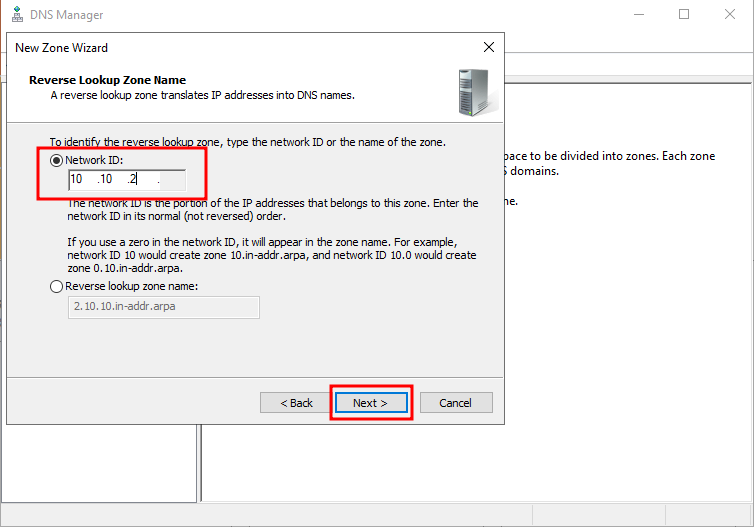 DNS Manager
New Zone Wizard
Reverse Lookup Zone Name
A reverse lookup zone translates IP addresses into DNS names.
To identify the reverse lookup zone, type the network ID or the name of the zone.
Network ID:
10 .10 .2 .
The network ID is the portion of the IP addresses that belongs to this zone. Enter the
network ID in its normal (not reversed) order.
If you use a zero in the network ID, it will appear in the zone name. For example,
network ID 10 would create zone 10.in-addr.arpa, and network ID 10.0 would create
zone 0.10.in-addr.arpa.
Reverse lookup zone name:
2.10.10.in-addr.arpa
< Back
Next >
Cancel
pace to be divided into zones. Each zone
S domains.
ne.